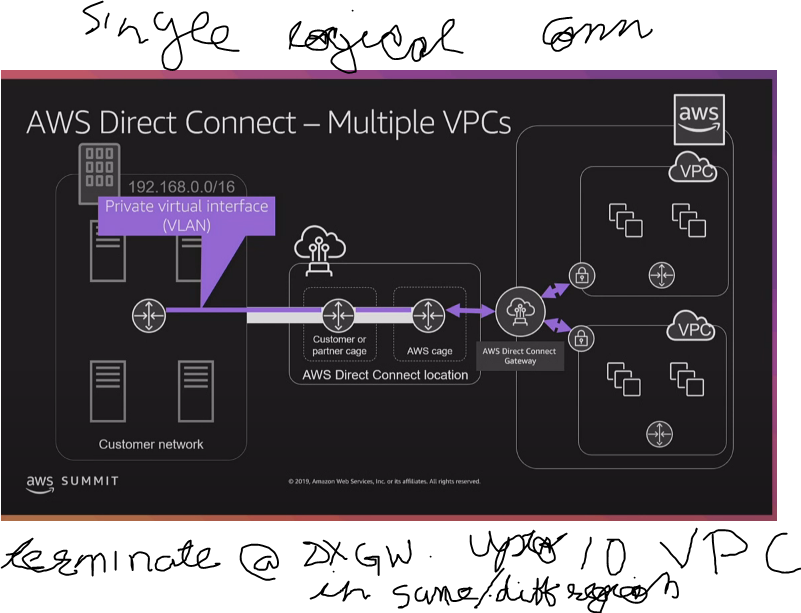 Single logical conn
AWS Direct Connect – Multiple VPCs
aws
VPC
192.168.0.0/16
Private virtual interface
(VLAN)
Customer or
partner cage
AWS cage
AWS Direct Connect location
AWS Direct Connect
Gateway
VPC
Customer network
aws SUMMIT
© 2019, Amazon Web Services, Inc. or its affiliates. All rights reserved.
terminate @ DXGW. Upto 10 VPC
in same/diff regions